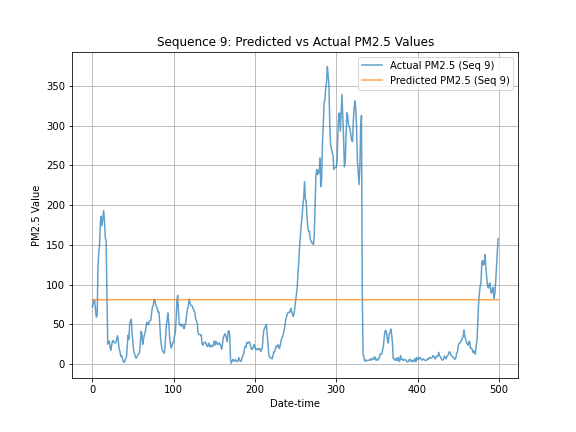 Sequence 9: Predicted vs Actual PM2.5 Values
Actual PM2.5 (Seq 9)
Predicted PM2.5 (Seq 9)
PM2.5 Value
350
300
250
200
150
100
50
0
0 100 200 300 400 500
Date-time